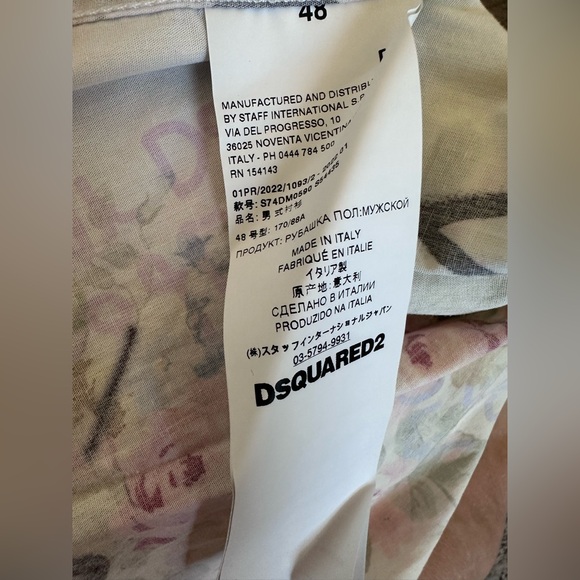 48
MANUFACTURED AND DISTRIBU
BY STAFF INTERNATIONAL S.P
VIA DEL PROGRESSO, 10
36025 NOVENTA VICENTINA
ITALY - PH 0444 784 500
RN 154143
01PR/2022/1093/2
款号: S74DM0590 S54435
品名: 男式衬衫
48 号型: 170/88A
ПРОДУКТ: РУБАШКА ПОЛ:МУЖСКОЙ
MADE IN ITALY
FABRIQUÉ EN ITALIE
イタリア製
原产地: 意大利
СДЕЛАНО В ИТАЛИИ
PRODUZIDO NA ITALIA
(株)スタッフインターナショナルジャパン
03-5794-9931
DSQUARED2